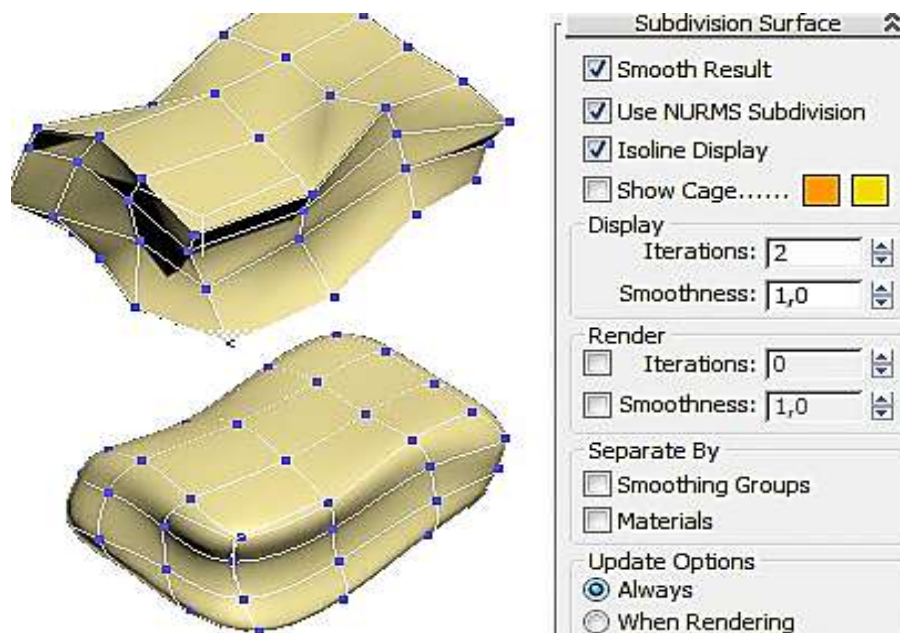 Subdivision Surface
Smooth Result
Use NURMS Subdivision
Isoline Display
Show Cage......
Display
Iterations: 2
Smoothness: 1,0
Render
Iterations: 0
Smoothness: 1,0
Separate By
Smoothing Groups
Materials
Update Options
Always
When Rendering